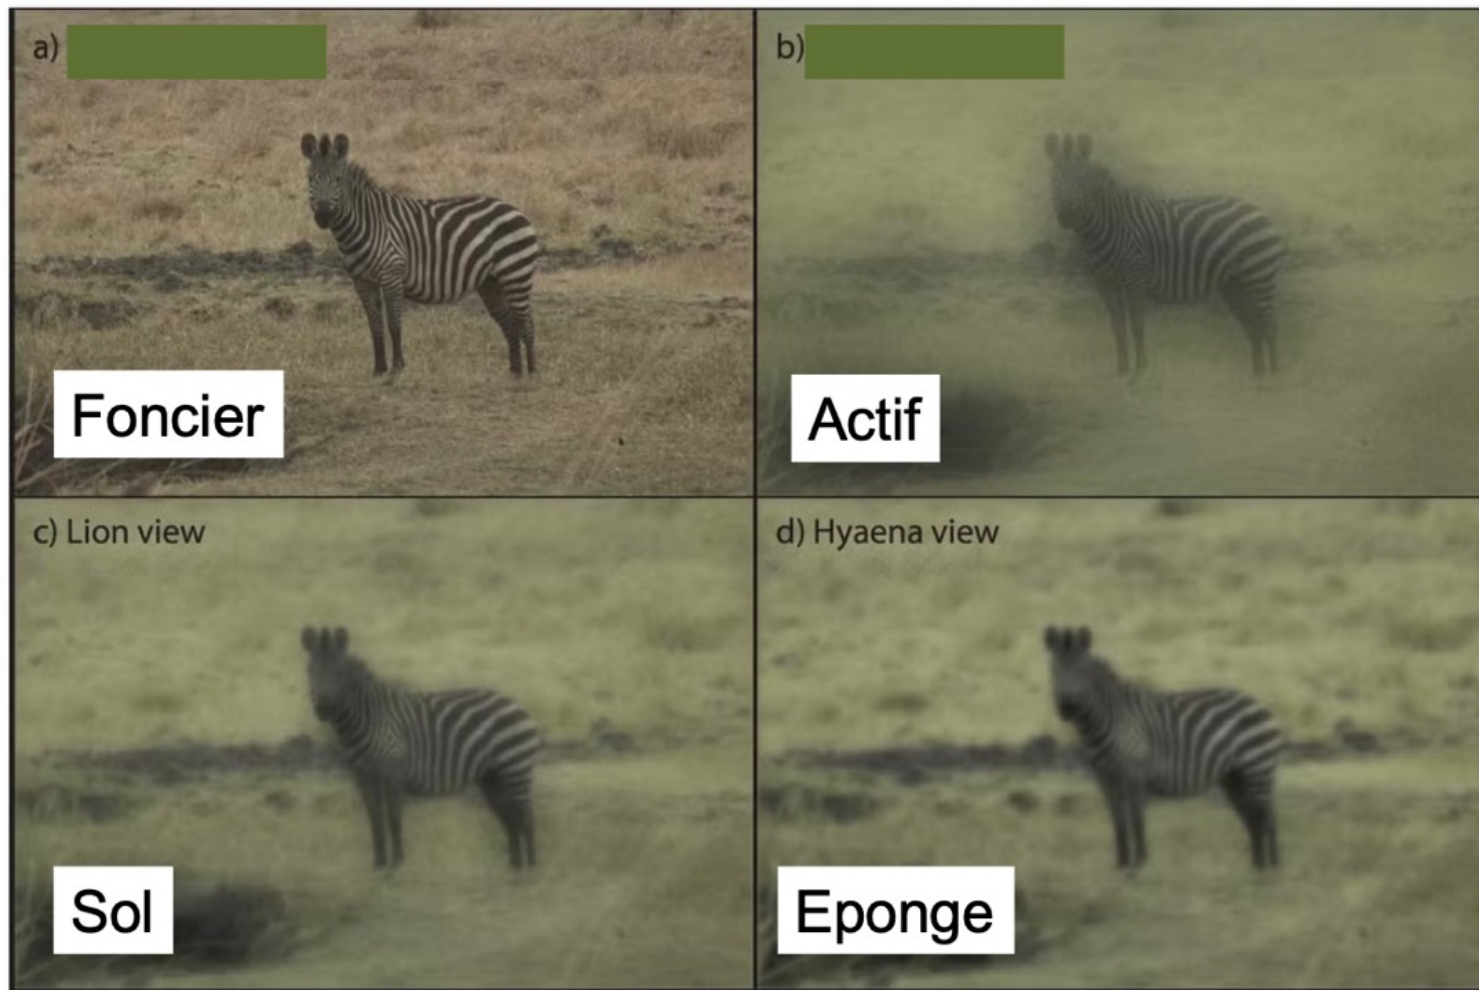 a)
b)
Foncier
Actif
c) Lion view
d) Hyaena view
Sol
Eponge